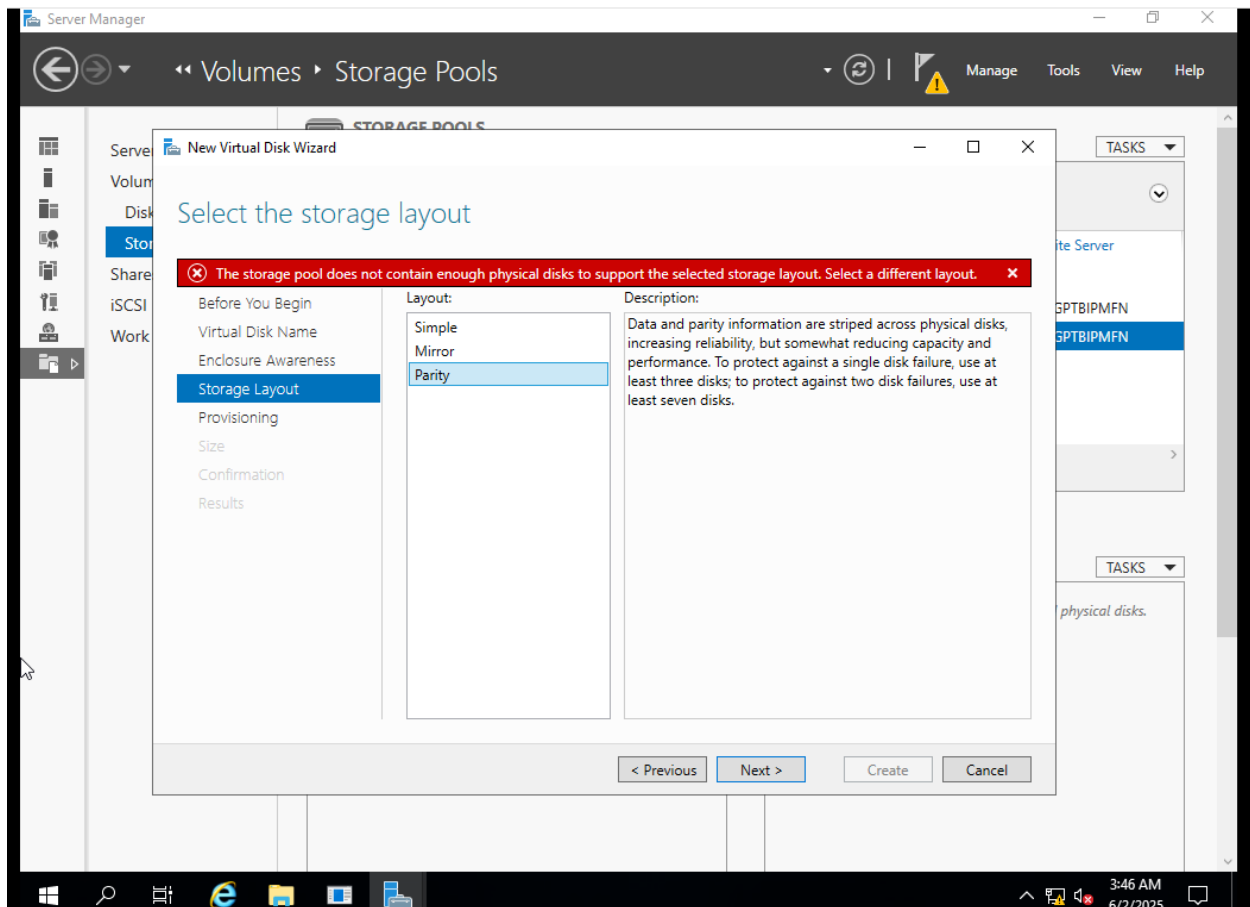 Server Manager
Volumes Storage Pools
Manage Tools View Help
STORAGE POOLS
TASKS
New Virtual Disk Wizard
Select the storage layout
The storage pool does not contain enough physical disks to support the selected storage layout. Select a different layout.
Before You Begin
Virtual Disk Name
Enclosure Awareness
Storage Layout
Provisioning
Size
Confirmation
Results
Layout:
Simple
Mirror
Parity
Description:
Data and parity information are striped across physical disks,
increasing reliability, but somewhat reducing capacity and
performance. To protect against a single disk failure, use at
least three disks; to protect against two disk failures, use at
least seven disks.
< Previous
Next >
Create
Cancel
Server
GPTBIPMFN
GPTBIPMFN
TASKS
physical disks.
Disk
Share
iSCSI
Work
3:46 AM
6/2/2025